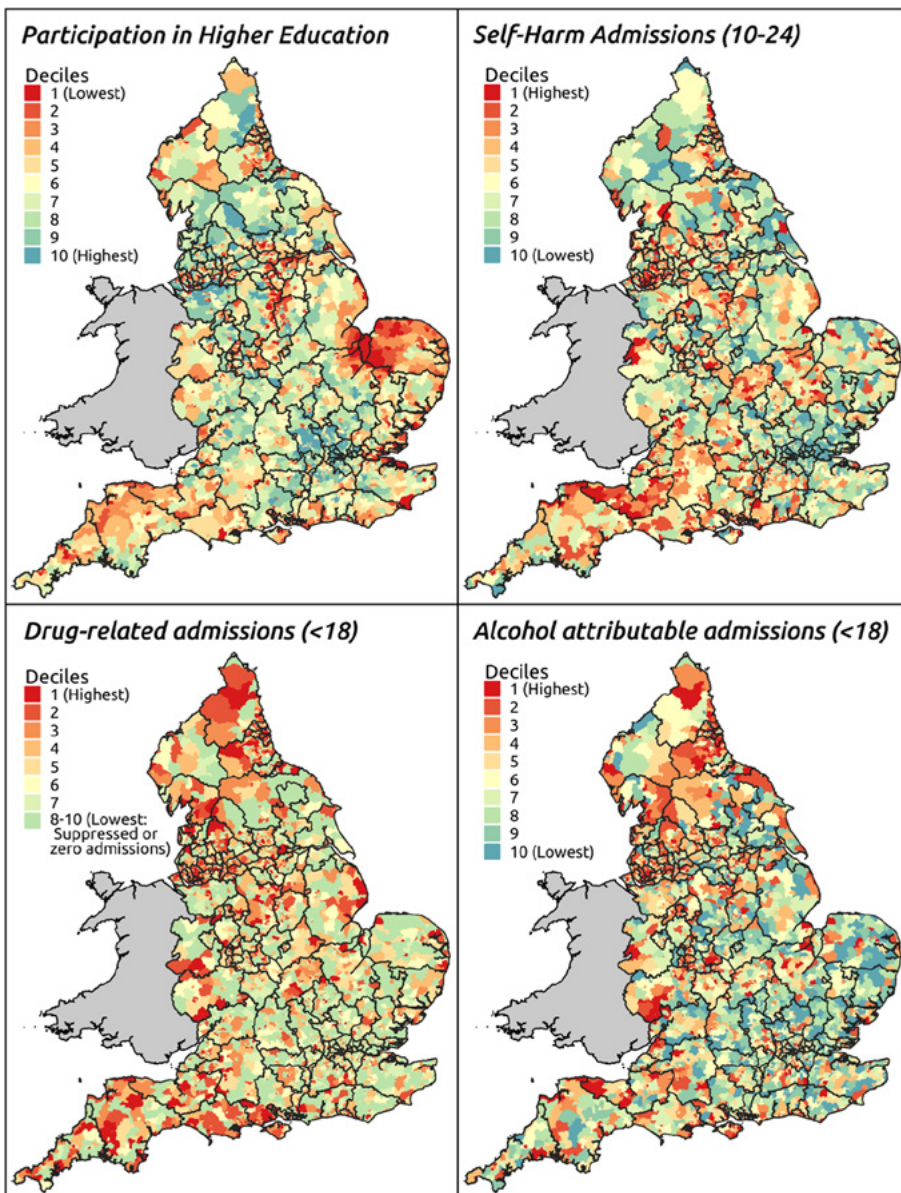 Participation in Higher Education
Deciles
1 (Lowest)
2
3
4
5
6
7
8
9
10 (Highest)
Self-Harm Admissions (10-24)
Deciles
1 (Highest)
2
3
4
5
6
7
8
9
10 (Lowest)
Drug-related admissions (<18)
Deciles
1 (Highest)
2
3
4
5
6
7
8-10 (Lowest:
Suppressed or
zero admissions)
Alcohol attributable admissions (<18)
Deciles
1 (Highest)
2
3
4
5
6
7
8
9
10 (Lowest)